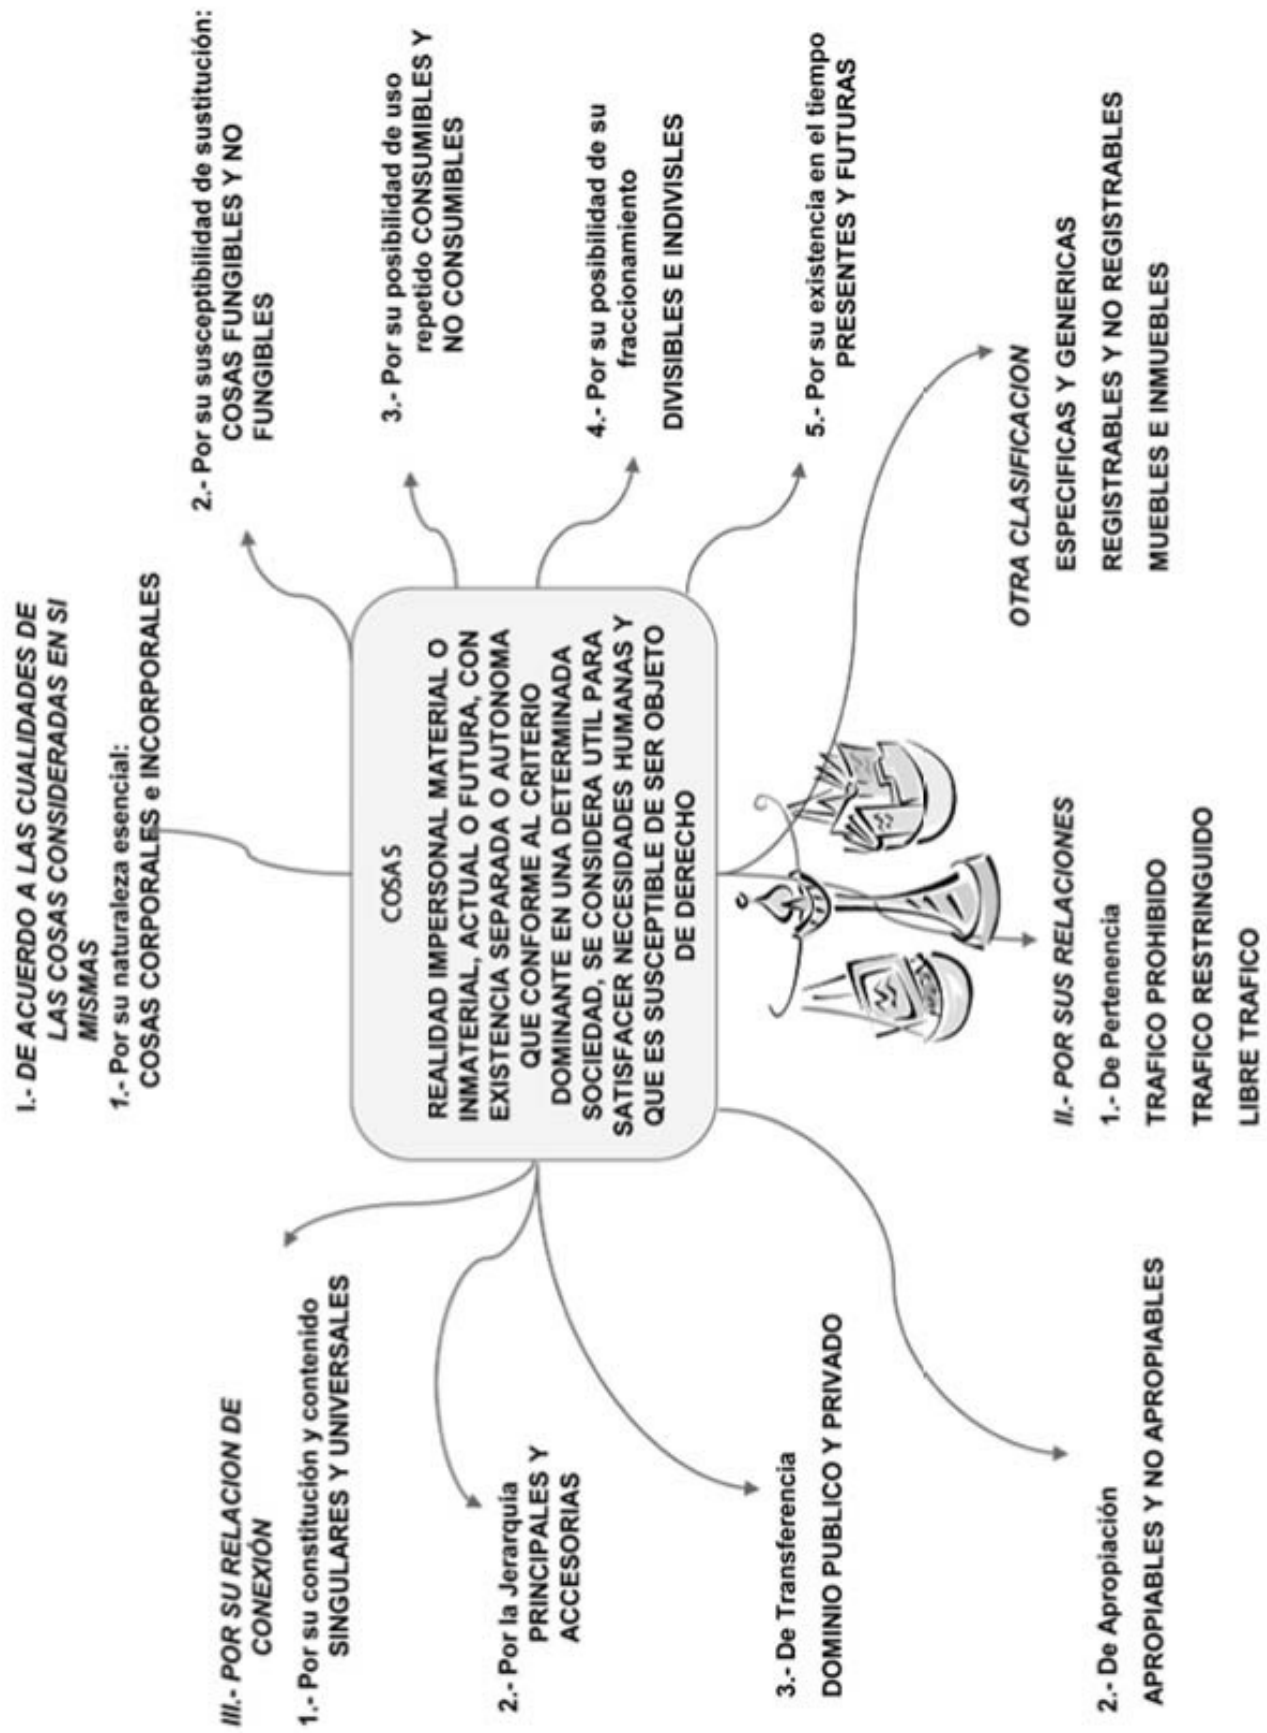 I.- DE ACUERDO A LAS CUALIDADES DE
LAS COSAS CONSIDERADAS EN SI
MISMAS
1.- Por su naturaleza esencial:
COSAS CORPORALES e INCORPORALES
2.- Por su susceptibilidad de sustitución:
COSAS FUNGIBLES Y NO
FUNGIBLES
3.- Por su posibilidad de uso
repetido CONSUMIBLES Y
NO CONSUMIBLES
4.- Por su posibilidad de su
fraccionamiento
DIVISIBLES E INDIVISLES
5.- Por su existencia en el tiempo
PRESENTES Y FUTURAS
COSAS
REALIDAD IMPERSONAL MATERIAL O
INMATERIAL, ACTUAL O FUTURA, CON
EXISTENCIA SEPARADA O AUTONOMA
QUE CONFORME AL CRITERIO
DOMINANTE EN UNA DETERMINADA
SOCIEDAD, SE CONSIDERA UTIL PARA
SATISFACER NECESIDADES HUMANAS Y
QUE ES SUSCEPTIBLE DE SER OBJETO
DE DERECHO
OTRA CLASIFICACION
ESPECIFICAS Y GENERICAS
REGISTRABLES Y NO REGISTRABLES
MUEBLES E INMUEBLES
II.- POR SUS RELACIONES
1.- De Pertenencia
TRAFICO PROHIBIDO
TRAFICO RESTRINGUIDO
LIBRE TRAFICO
2.- De Apropiación
APROPIABLES Y NO APROPIABLES
3.- De Transferencia
DOMINIO PUBLICO Y PRIVADO
III.- POR SU RELACION DE
CONEXIÓN
1.- Por su constitución y contenido
SINGULARES Y UNIVERSALES
2.- Por la Jerarquia
PRINCIPALES Y
ACCESORIAS